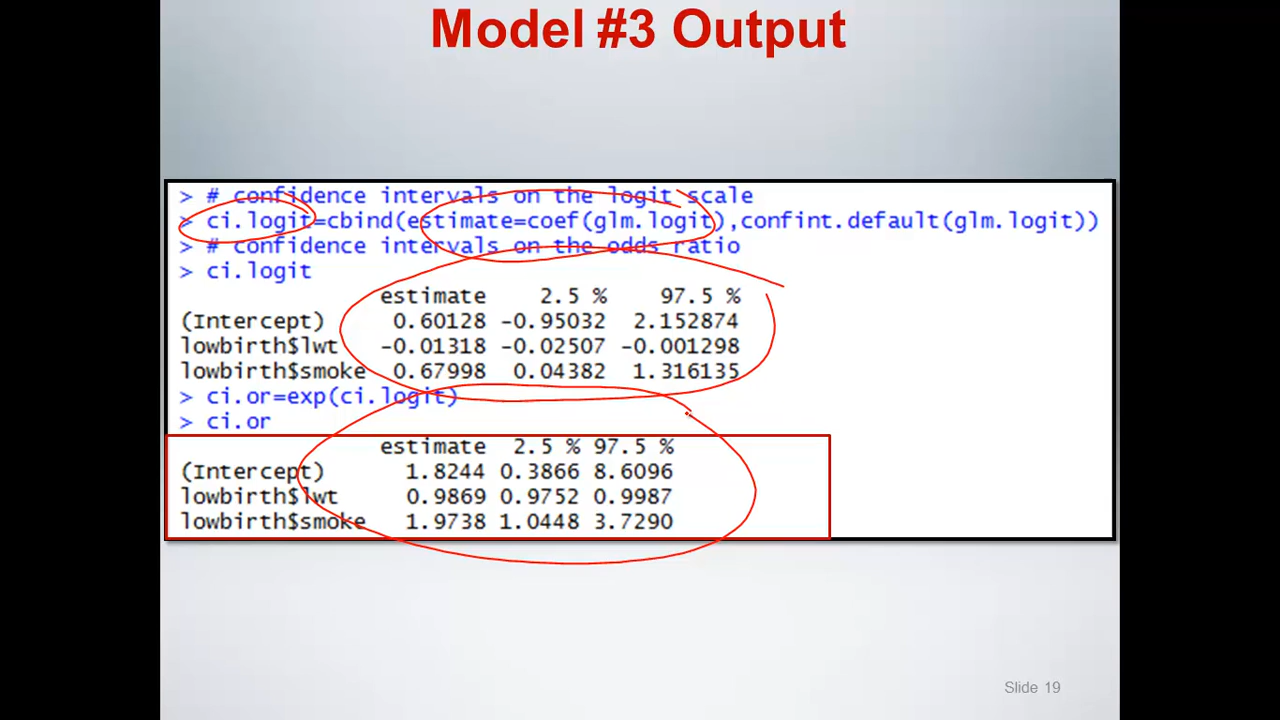 Model #3 Output
> # confidence intervals on the logit scale
> ci.logit=cbind(estimate=coef(glm.logit),confint.default(glm.logit))
> # confidence intervals on the odds ratio
> ci.logit
estimate 2.5 % 97.5 %
(Intercept) 0.60128 -0.95032 2.152874
lowbirth$lwt -0.01318 -0.02507 -0.001298
lowbirth$smoke 0.67998 0.04382 1.316135
> ci.or=exp(ci.logit)
> ci.or
estimate 2.5 % 97.5 %
(Intercept) 1.8244 0.3866 8.6096
lowbirth$lwt 0.9869 0.9752 0.9987
lowbirth$smoke 1.9738 1.0448 3.7290
Slide 19